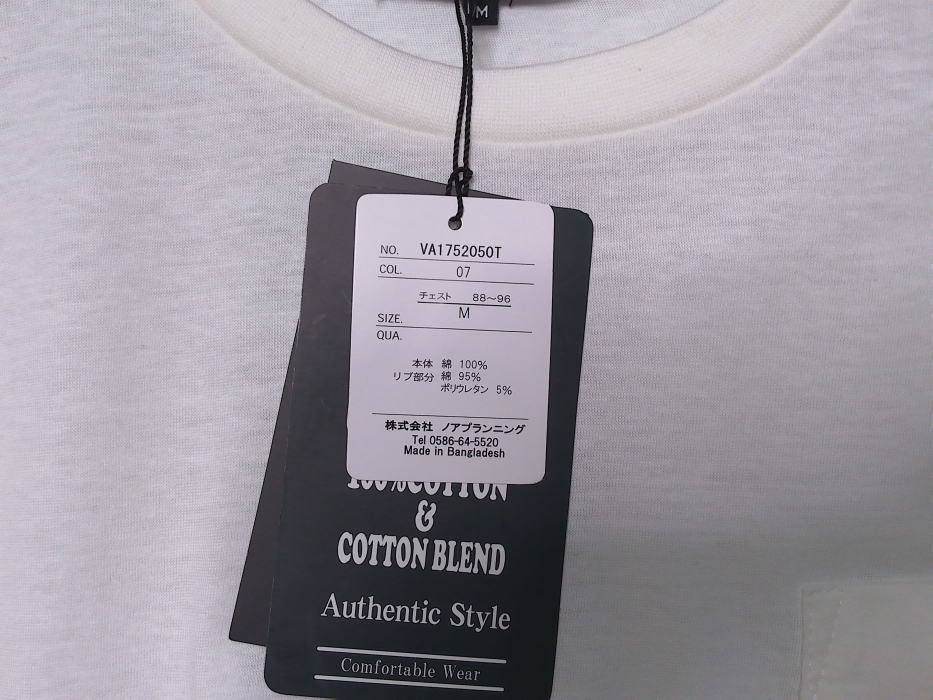 M
NO. VA1752050T
COL. 07
チェスト 88～96
SIZE. M
QUA.
本体 綿 100%
リブ部分 綿 95%
ポリウレタン 5%
株式会社 ノアプランニング
Tel 0586-64-5520
Made in Bangladesh
100%COTTON
&
COTTON BLEND
Authentic Style
Comfortable Wear